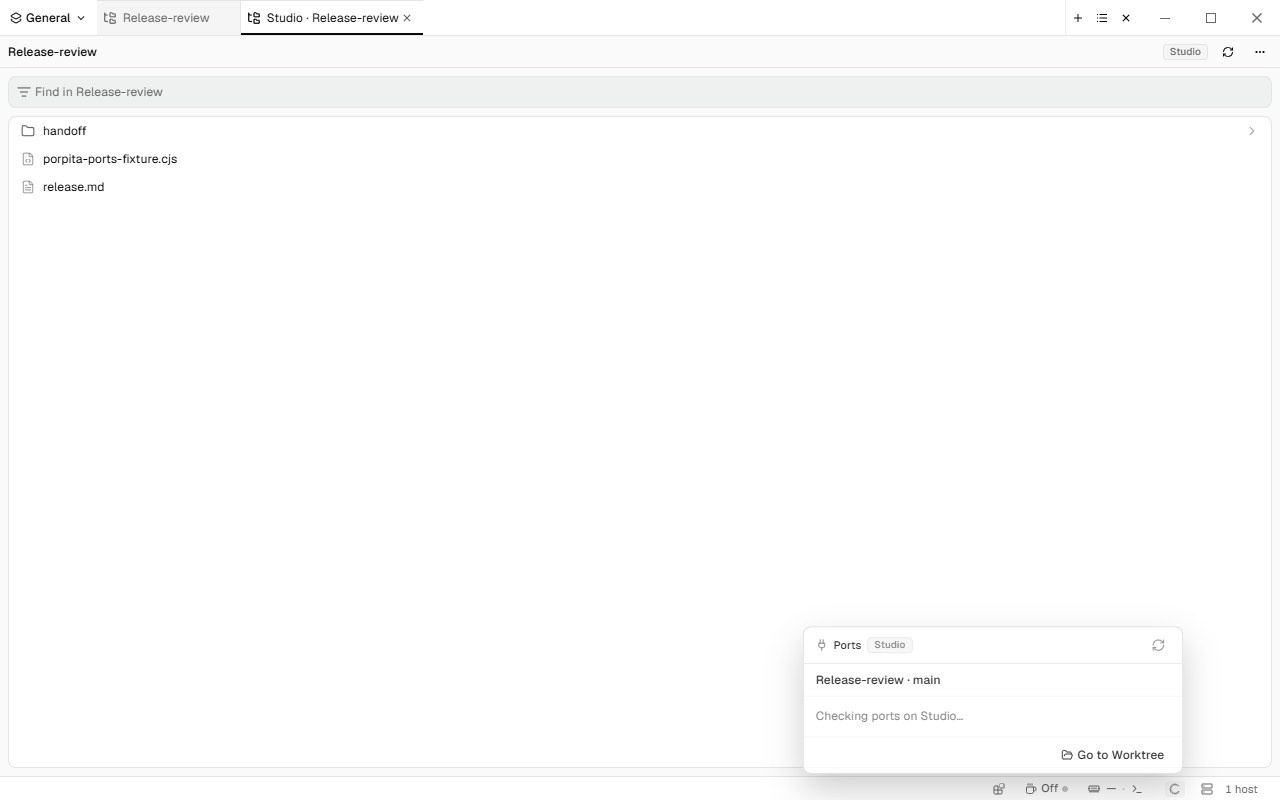 General
Release-review
Studio · Release-review
Release-review
Studio
Find in Release-review
handoff
porpita-ports-fixture.cjs
release.md
Ports
Studio
Release-review · main
Checking ports on Studio…
Go to Worktree
Off
— ·
1 host